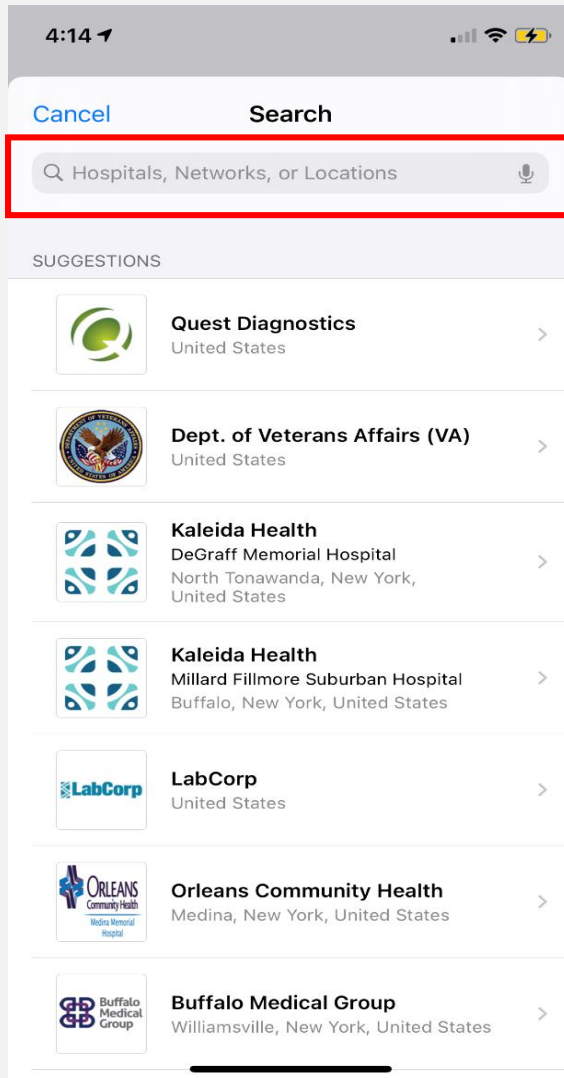 4:14
Cancel
Search
Hospitals, Networks, or Locations
SUGGESTIONS
Quest Diagnostics
United States
Dept. of Veterans Affairs (VA)
United States
Kaleida Health
DeGraff Memorial Hospital
North Tonawanda, New York,
United States
Kaleida Health
Millard Fillmore Suburban Hospital
Buffalo, New York, United States
LabCorp
LabCorp
United States
ORLEANS
Community Health
Medina Memorial
Hospital
Orleans Community Health
Medina, New York, United States
Buffalo
Medical
Group
Buffalo Medical Group
Williamsville, New York, United States